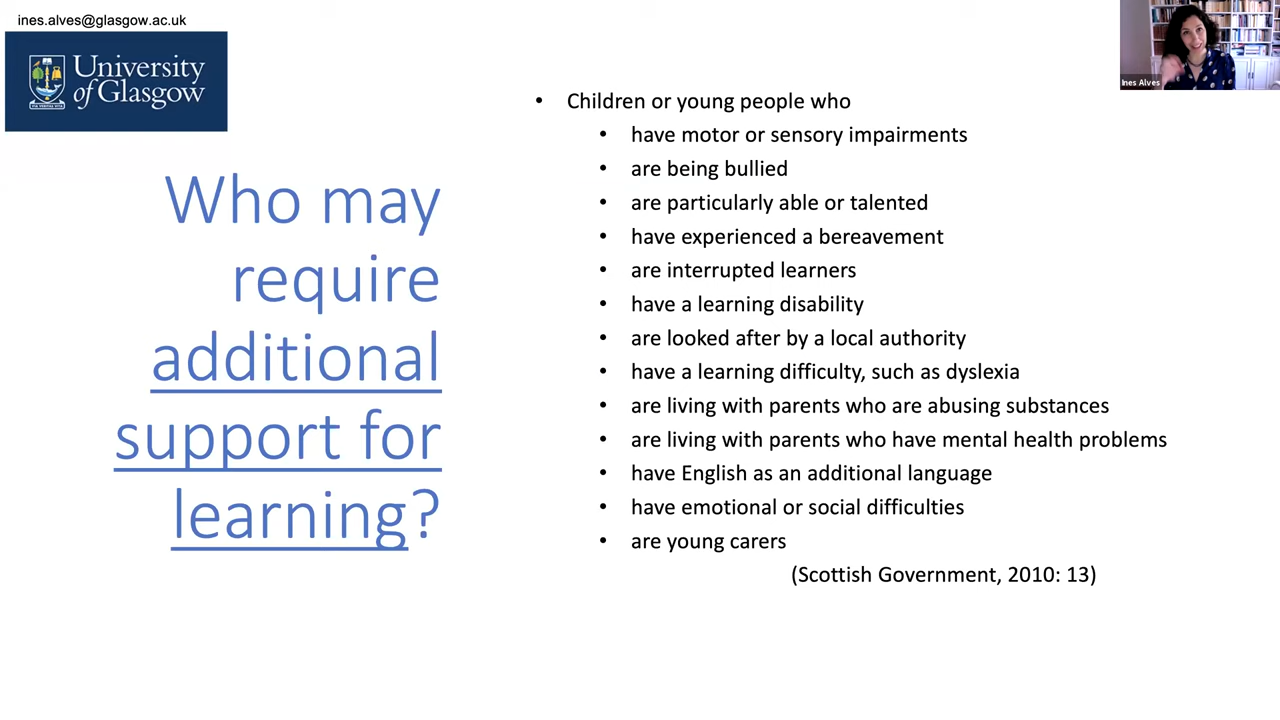 ines.alves@glasgow.ac.uk
University
of Glasgow
Ines Alves
Who may
require
additional
support for
learning?
• Children or young people who
• have motor or sensory impairments
• are being bullied
• are particularly able or talented
• have experienced a bereavement
• are interrupted learners
• have a learning disability
• are looked after by a local authority
• have a learning difficulty, such as dyslexia
• are living with parents who are abusing substances
• are living with parents who have mental health problems
• have English as an additional language
• have emotional or social difficulties
• are young carers
(Scottish Government, 2010: 13)